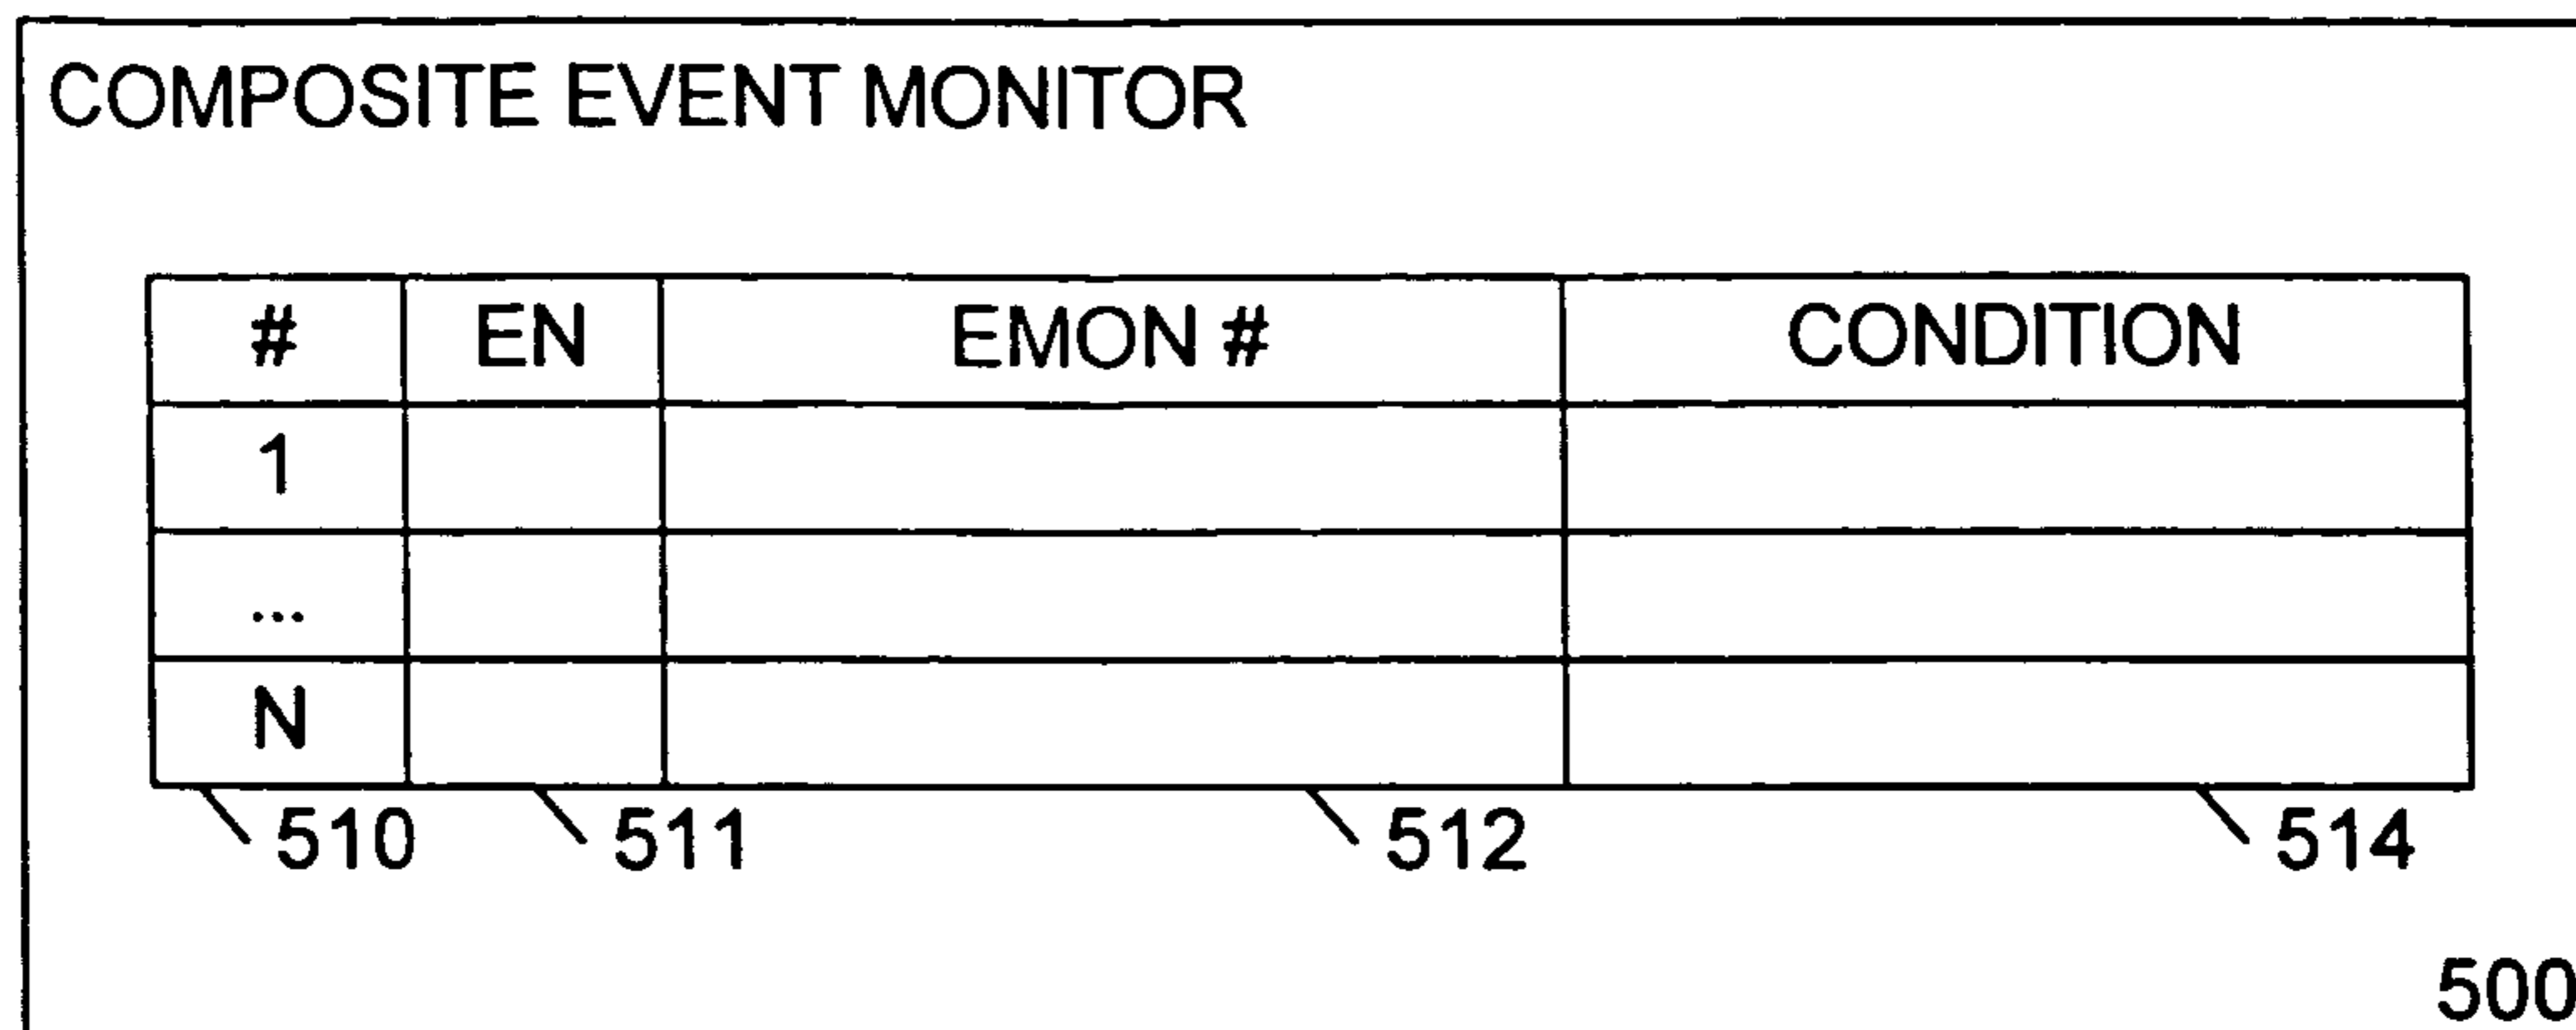 COMPOSITE EVENT MONITOR
# EN EMON # CONDITION
1
...
N
510 511 512 514
500